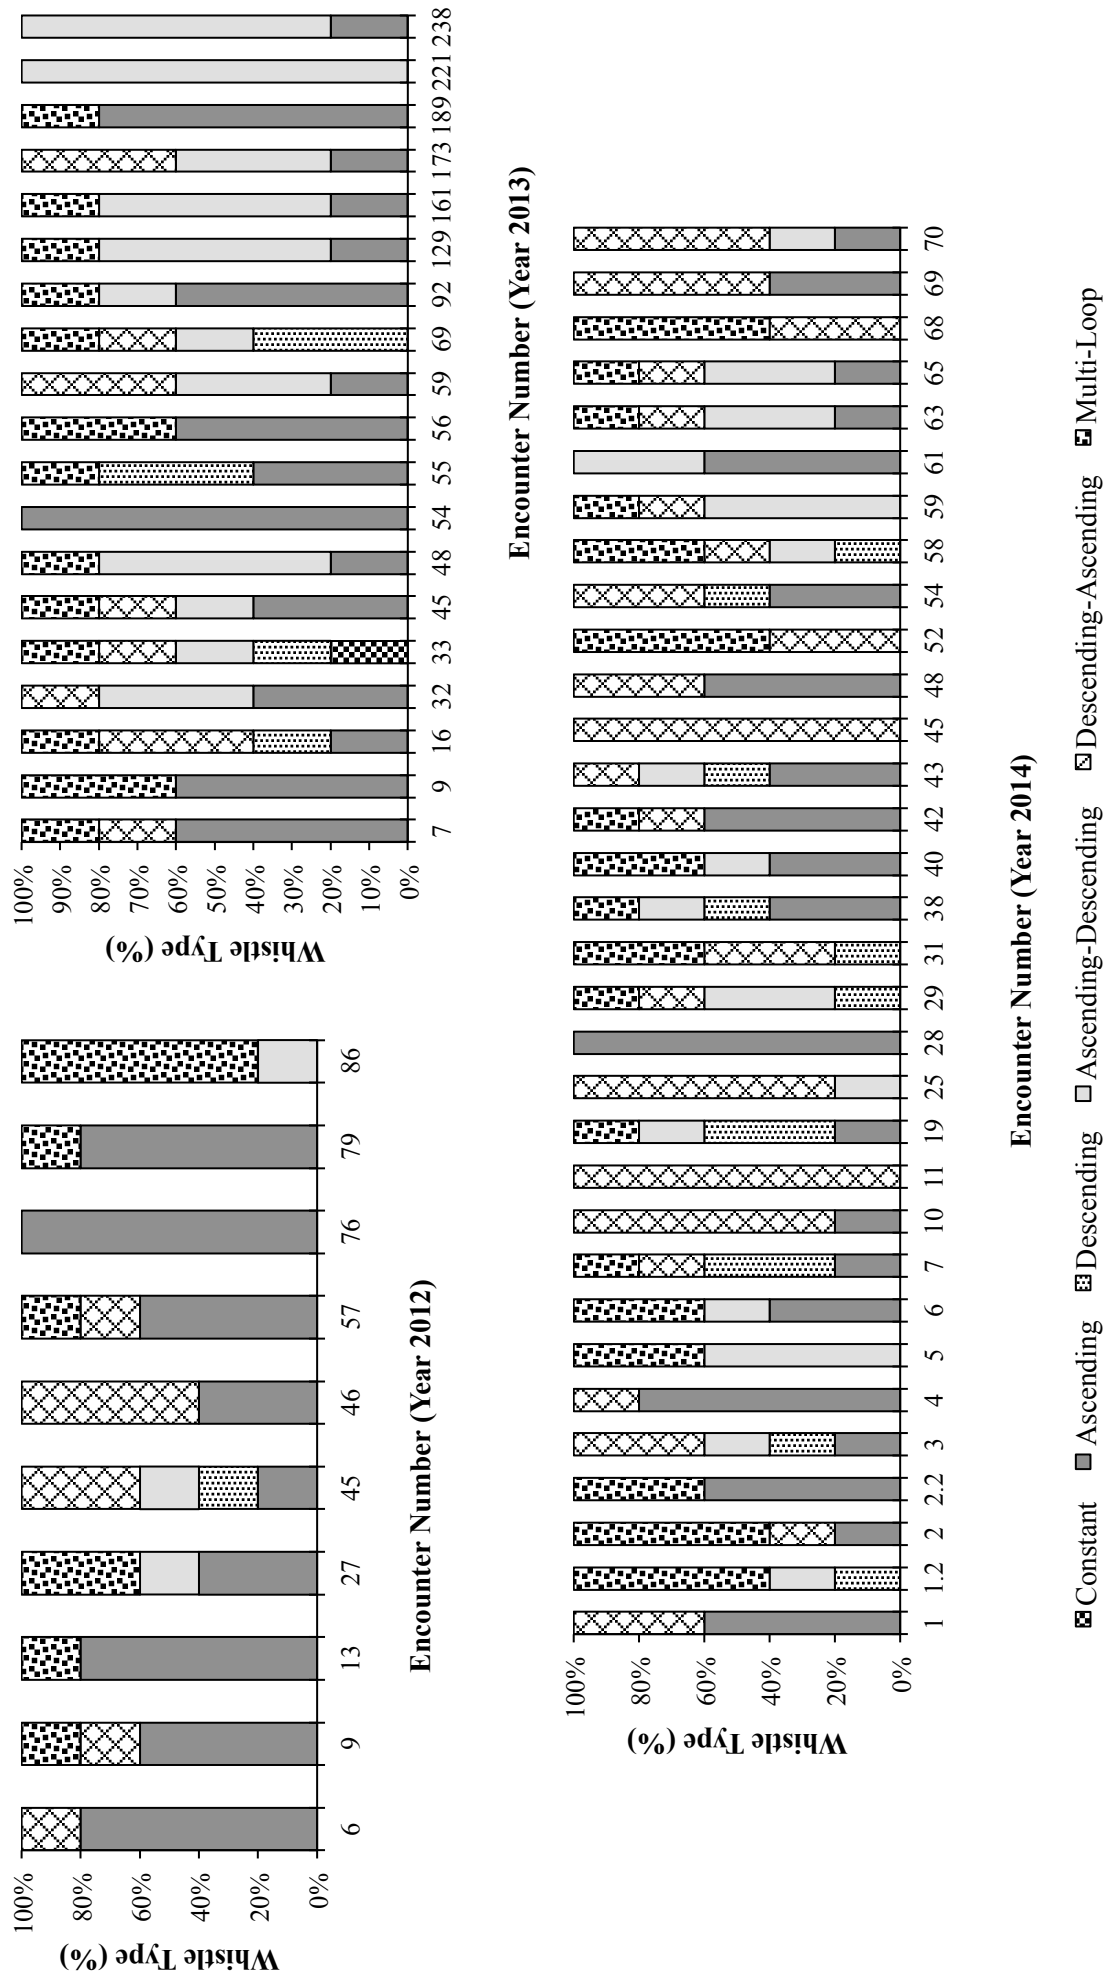 100%
80%
60%
40%
20%
0%
Whistle Type (%)
6 9 13 27 45 46 57 76 79 86
Encounter Number (Year 2012)
100%
90%
80%
70%
60%
50%
40%
30%
20%
10%
0%
Whistle Type (%)
7 9 16 32 33 45 48 54 55 56 59 69 92 129 161 173 189 221 238
Encounter Number (Year 2013)
100%
80%
60%
40%
20%
0%
Whistle Type (%)
1 1.2 2 2.2 3 4 5 6 7 10 11 19 25 28 29 31 38 40 42 43 45 48 52 54 58 59 61 63 65 68 69 70
Encounter Number (Year 2014)
Constant Ascending Descending Ascending-Descending Descending-Ascending Multi-Loop